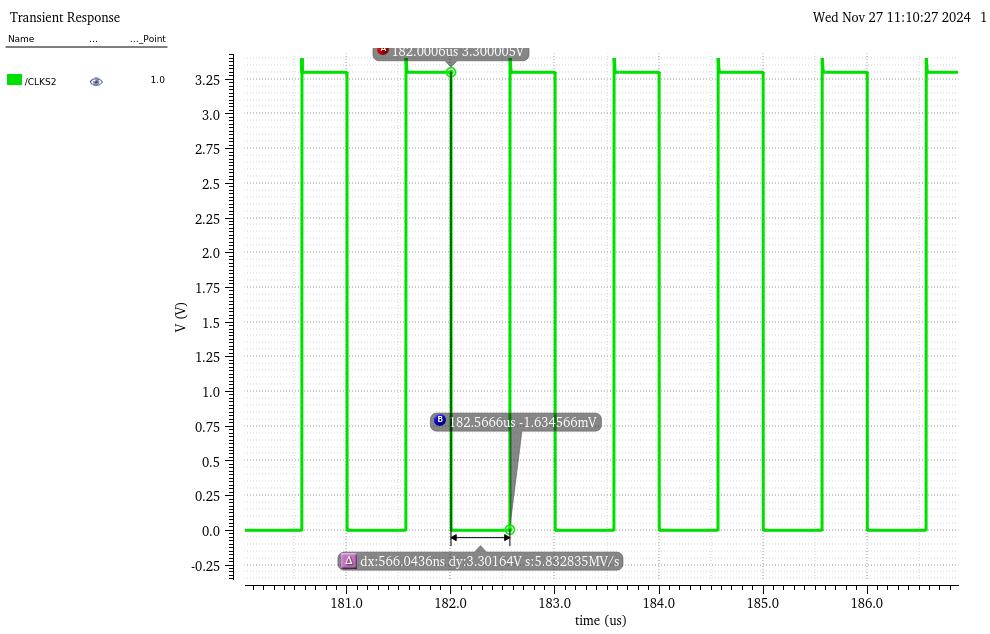 Transient Response
Wed Nov 27 11:10:27 2024 1
Name ... ..._Point
/CLKS2 1.0
A 182.0006us 3.300005V
3.25
3.0
2.75
2.5
2.25
2.0
1.75
1.5
1.25
1.0
0.75
0.5
0.25
0.0
-0.25
V (V)
B 182.5666us -1.634566mV
Δ dx:566.0436ns dy:3.30164V s:5.832835MV/s
181.0 182.0 183.0 184.0 185.0 186.0
time (us)